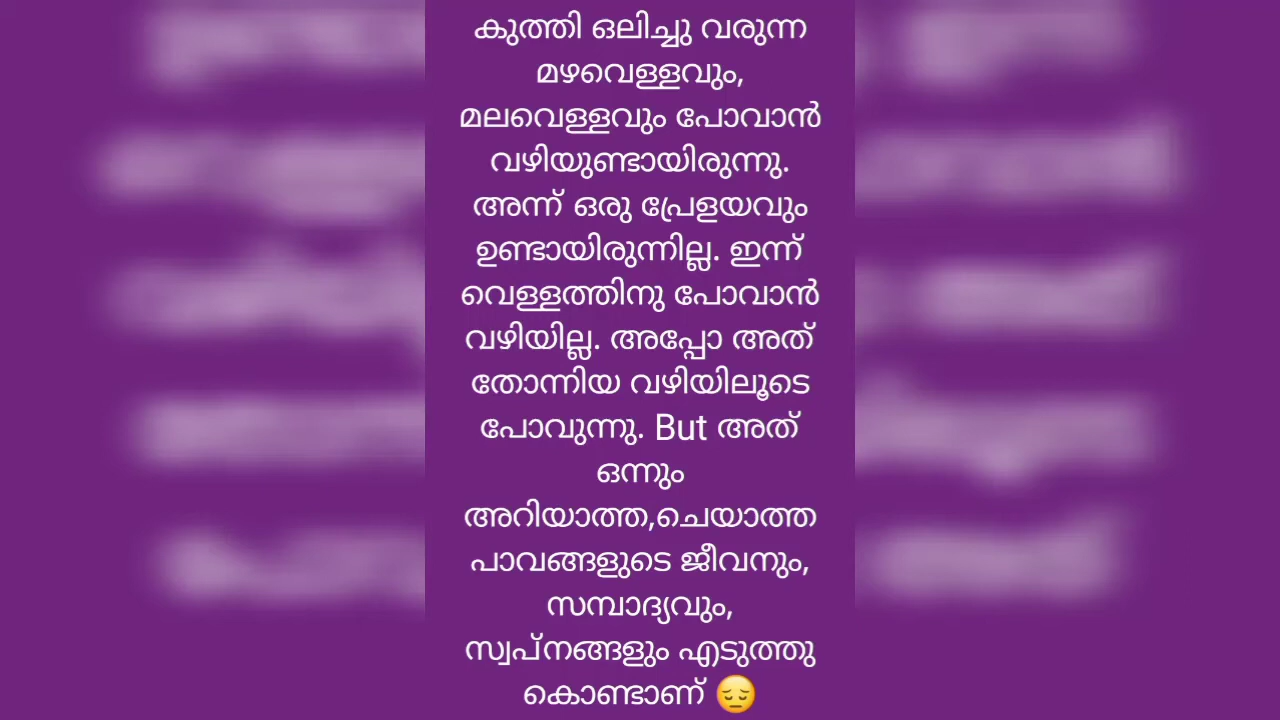 കുത്തി ഒലിച്ചു വരുന്ന
മഴവെള്ളവും,
മലവെള്ളവും പോവാൻ
വഴിയുണ്ടായിരുന്നു.
അന്ന് ഒരു പ്രേളയവും
ഉണ്ടായിരുന്നില്ല. ഇന്ന്
വെള്ളത്തിനു പോവാൻ
വഴിയില്ല. അപ്പോ അത്
തോന്നിയ വഴിയിലൂടെ
പോവുന്നു. But അത്
ഒന്നും
അറിയാത്ത,ചെയാത്ത
പാവങ്ങളുടെ ജീവനും,
സമ്പാദ്യവും,
സ്വപ്നങ്ങളും എടുത്തു
കൊണ്ടാണ് 😔